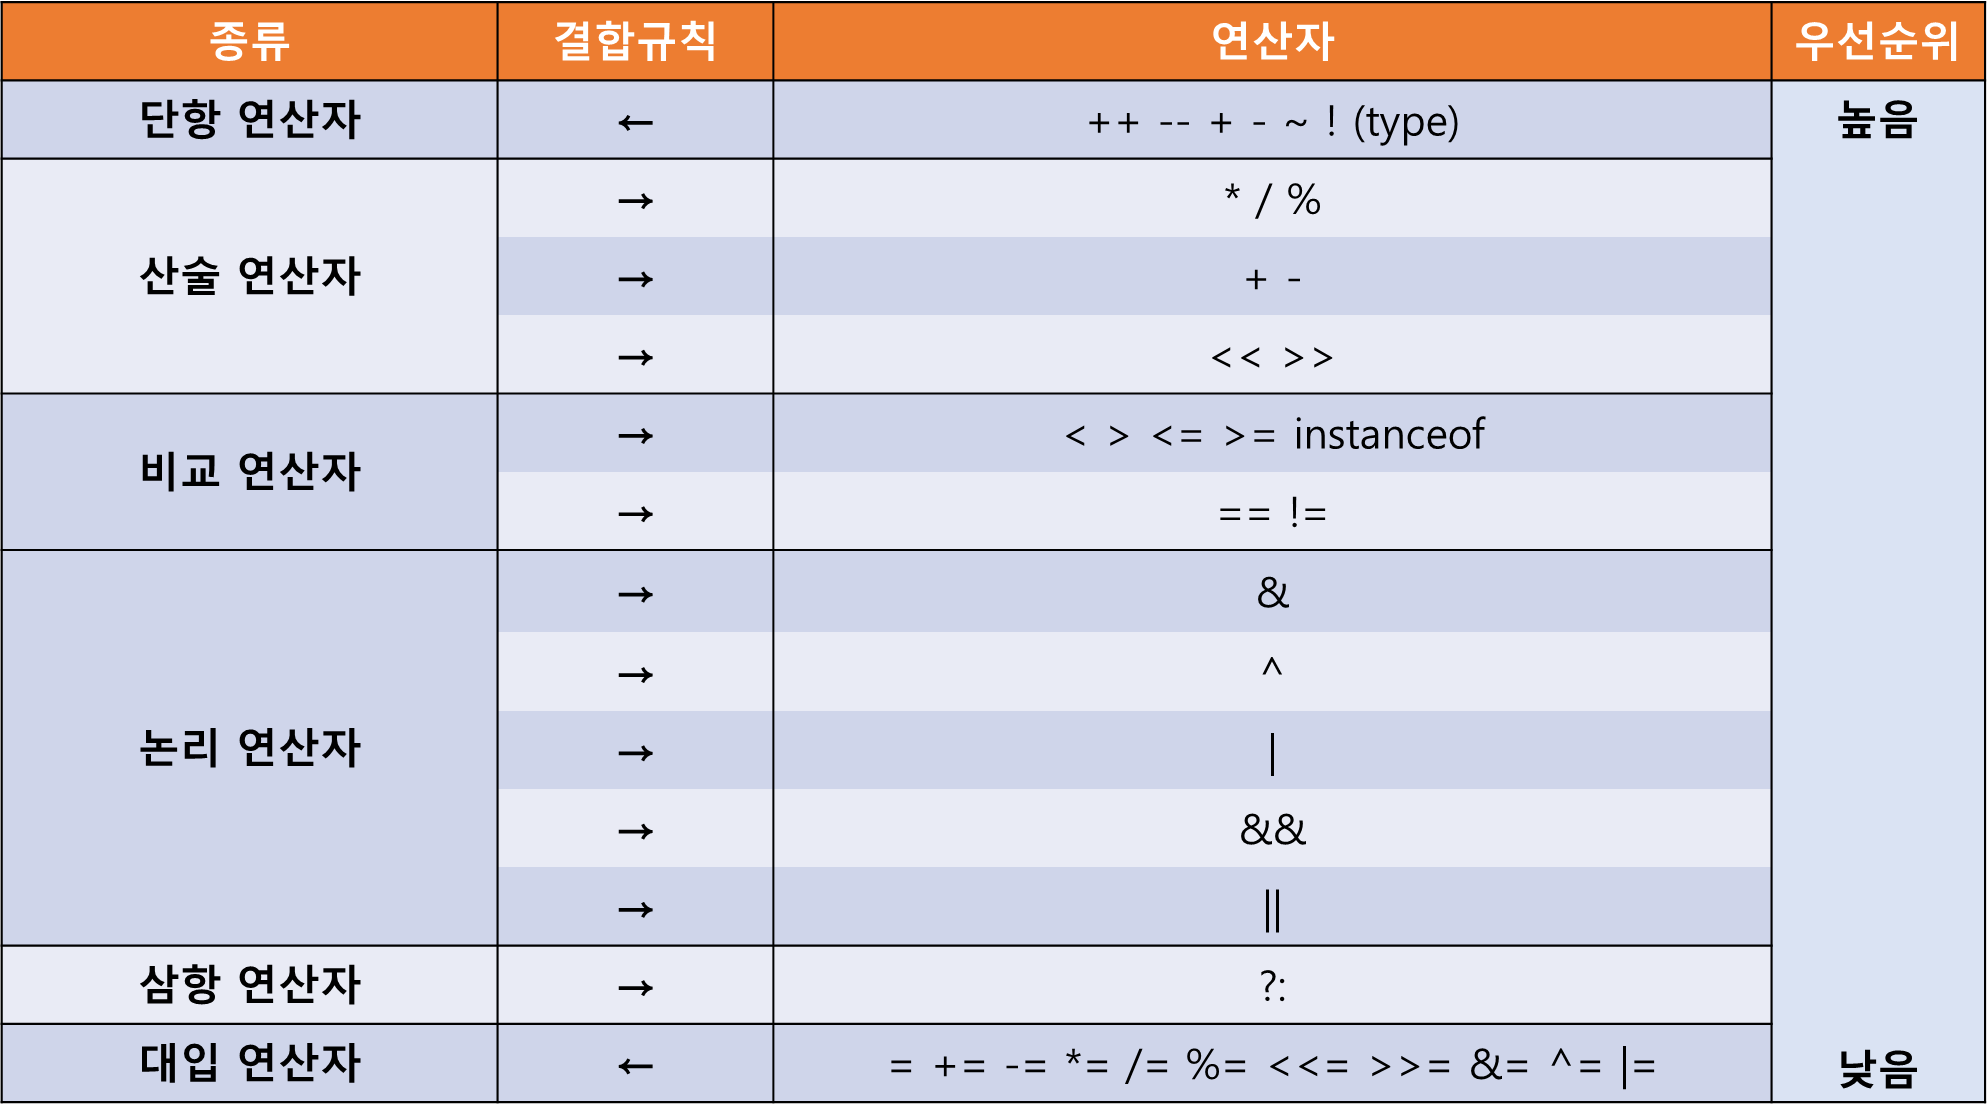 종류 결합규칙 연산자 우선순위
단항 연산자 ← ++ -- + - ~ ! (type) 높음
산술 연산자 → * / %
→ + -
→ << >>
비교 연산자 → < > <= >= instanceof
→ == !=
논리 연산자 → &
→ ^
→ |
→ &&
→ ||
삼항 연산자 → ?:
대입 연산자 ← = += -= *= /= %= <<= >>= &= ^= |= 낮음